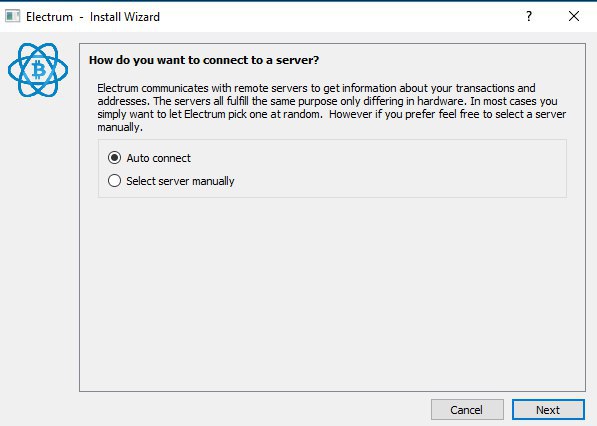 Electrum - Install Wizard
?
How do you want to connect to a server?
Electrum communicates with remote servers to get information about your transactions and
addresses. The servers all fulfill the same purpose only differing in hardware. In most cases you
simply want to let Electrum pick one at random. However if you prefer feel free to select a server
manually.
Auto connect
Select server manually
Cancel
Next